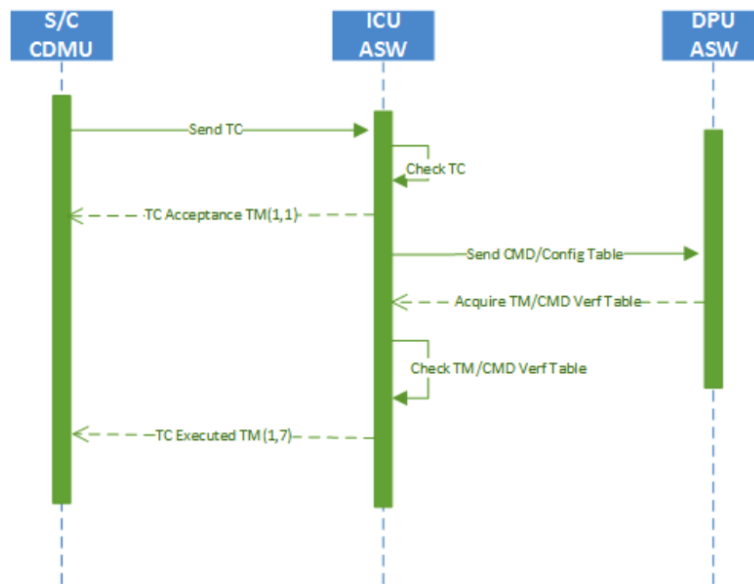 S/C
CDMU
ICU
ASW
DPU
ASW
Send TC
Check TC
TC Acceptance TM(1,1)
Send CMD/Config Table
Acquire TM/CMD Verf Table
Check TM/CMD Verf Table
TC Executed TM(1,7)